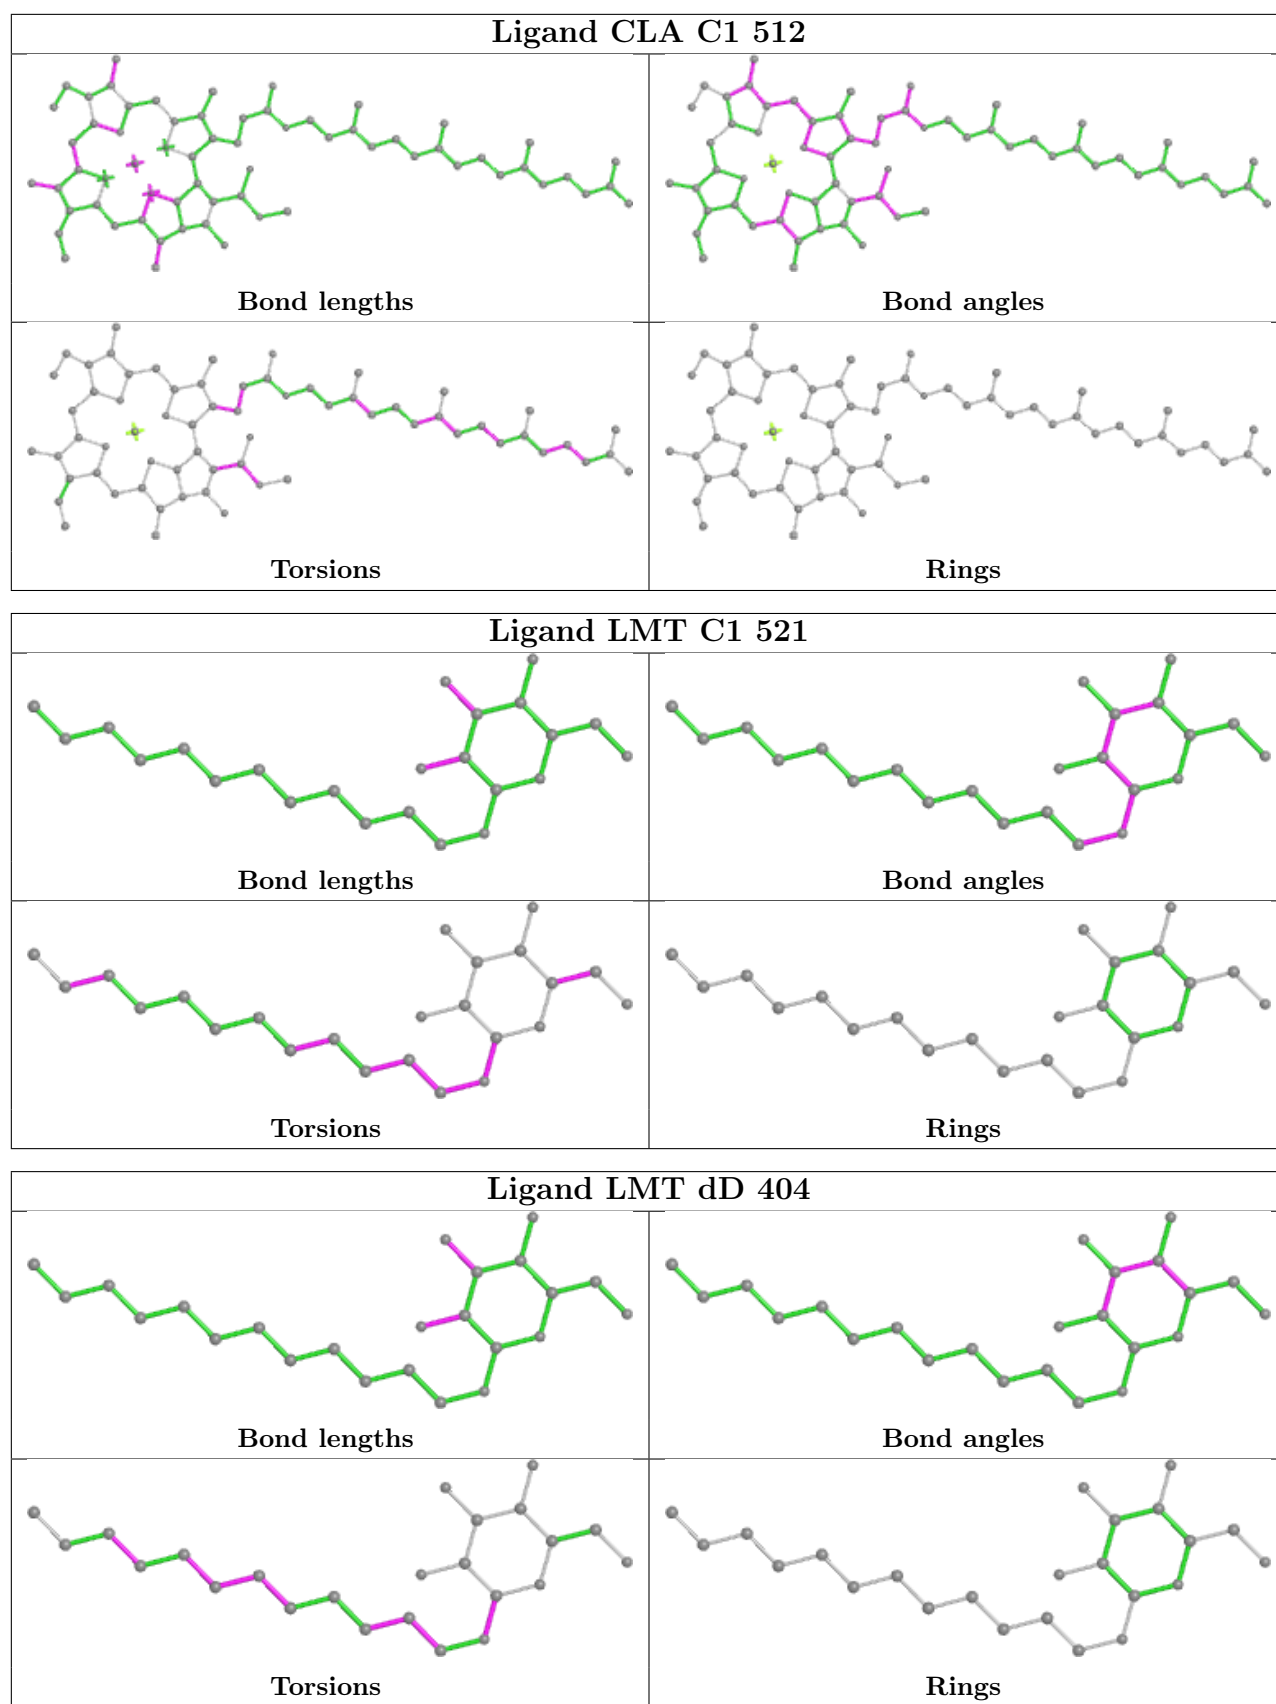 Ligand CLA C1 512
Bond lengths
Bond angles
Torsions
Rings
Ligand LMT C1 521
Bond lengths
Bond angles
Torsions
Rings
Ligand LMT dD 404
Bond lengths
Bond angles
Torsions
Rings